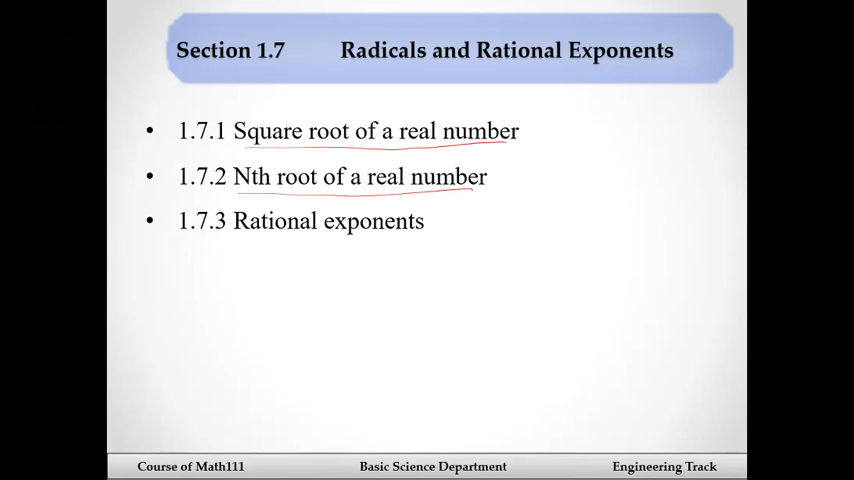 Section 1.7 Radicals and Rational Exponents
• 1.7.1 Square root of a real number
• 1.7.2 Nth root of a real number
• 1.7.3 Rational exponents
Course of Math111 Basic Science Department Engineering Track